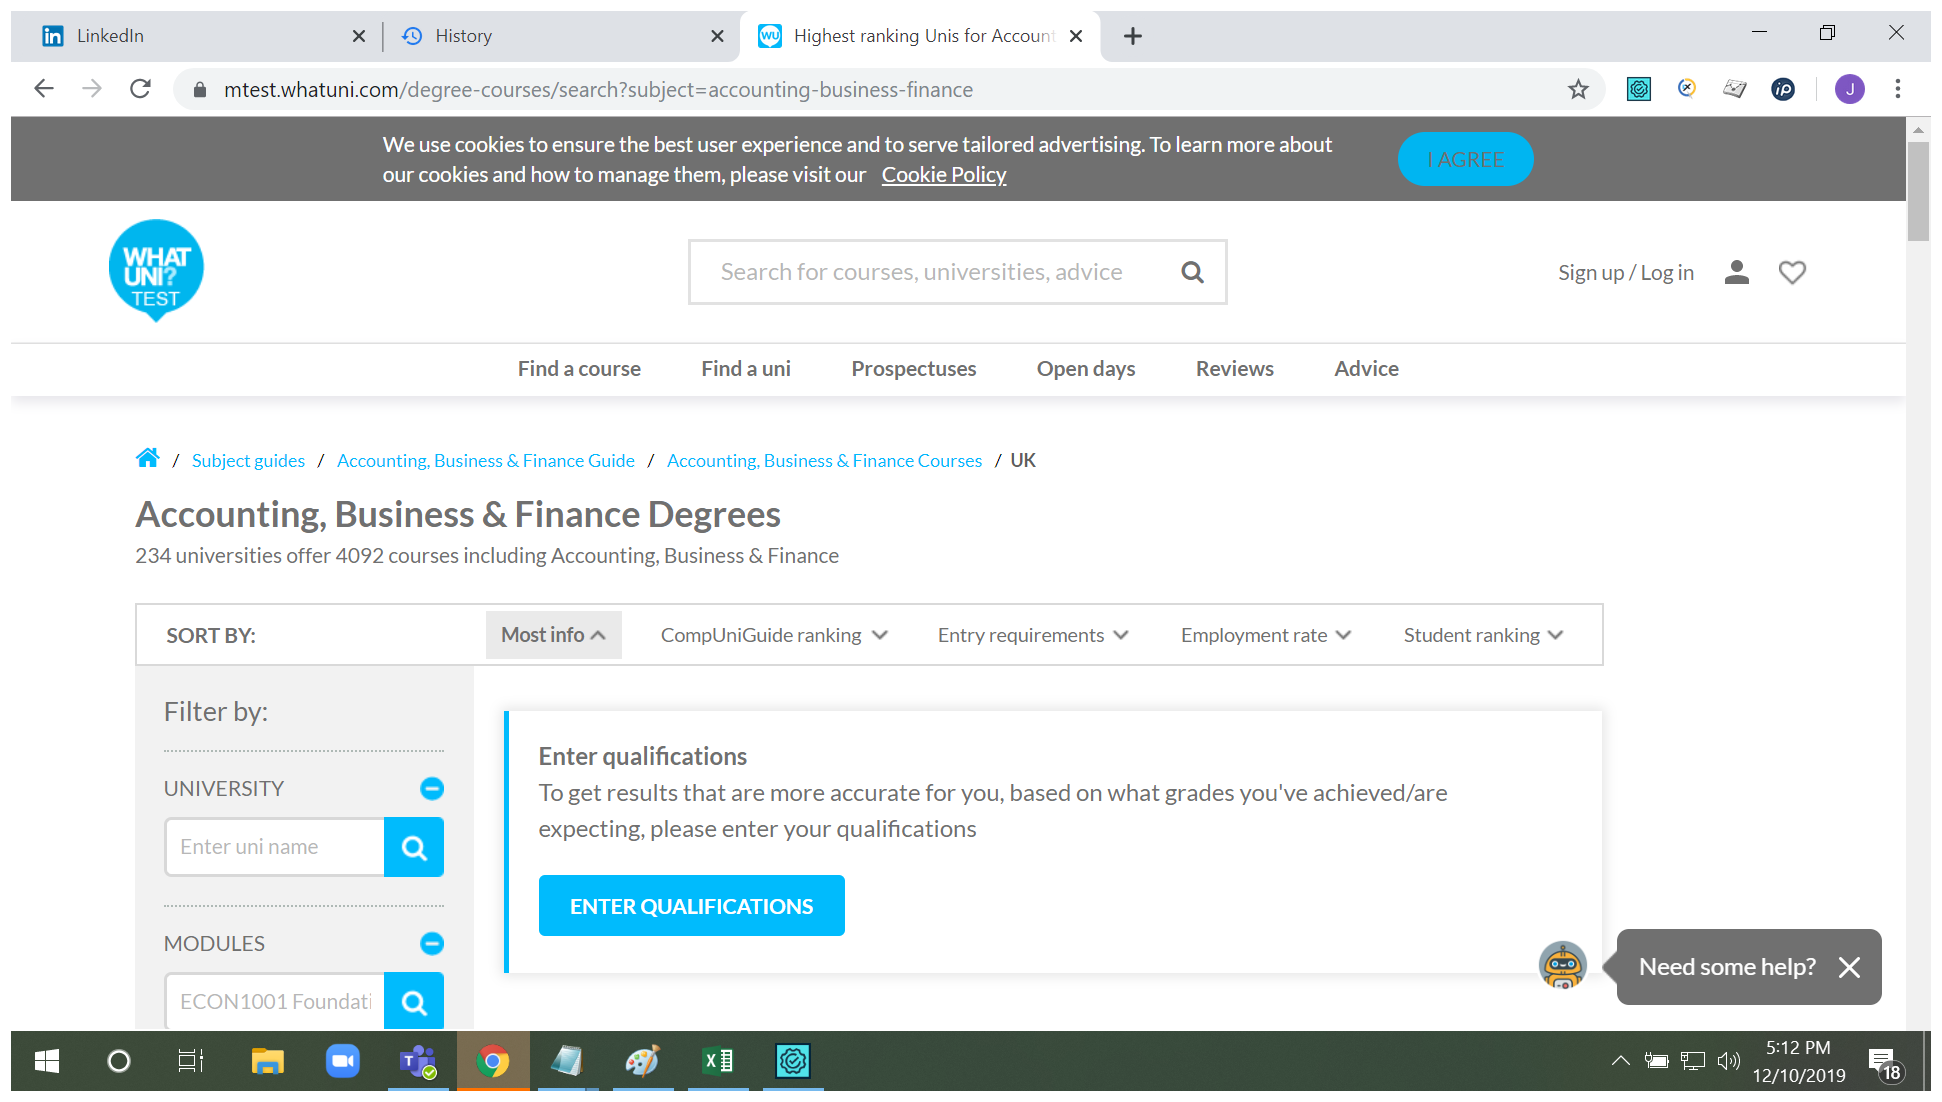 LinkedIn
History
Highest ranking Unis for Account
mtest.whatuni.com/degree-courses/search?subject=accounting-business-finance
J
We use cookies to ensure the best user experience and to serve tailored advertising. To learn more about
our cookies and how to manage them, please visit our Cookie Policy
I AGREE
WHAT
UNI?
TEST
Search for courses, universities, advice
Sign up / Log in
Find a course
Find a uni
Prospectuses
Open days
Reviews
Advice
/ Subject guides / Accounting, Business & Finance Guide / Accounting, Business & Finance Courses / UK
Accounting, Business & Finance Degrees
234 universities offer 4092 courses including Accounting, Business & Finance
SORT BY:
Most info
CompUniGuide ranking
Entry requirements
Employment rate
Student ranking
Filter by:
UNIVERSITY
Enter uni name
MODULES
ECON1001 Foundati
Enter qualifications
To get results that are more accurate for you, based on what grades you've achieved/are
expecting, please enter your qualifications
ENTER QUALIFICATIONS
Need some help?
5:12 PM
12/10/2019
18